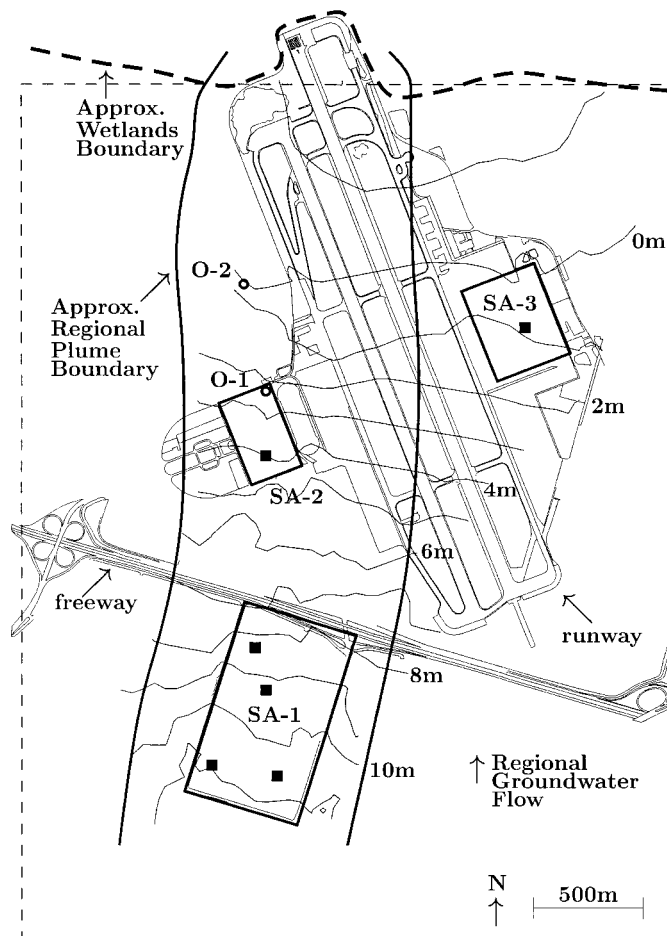 Approx.
Wetlands
Boundary
0m
O-2
SA-3
Approx.
Regional
Plume
Boundary
O-1
2m
SA-2
4m
6m
freeway
runway
8m
SA-1
10m
Regional
Groundwater
Flow
N
500m